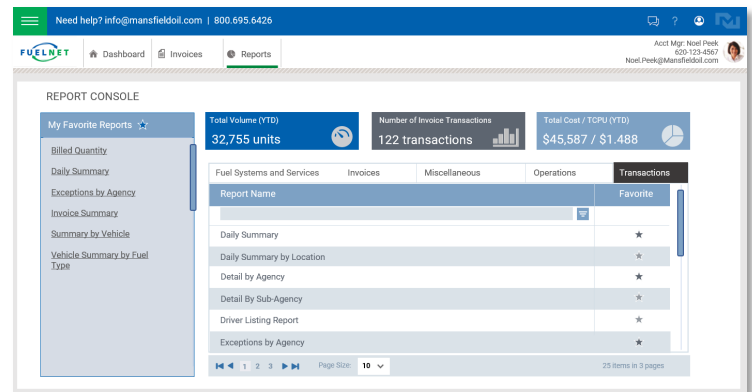 Need help? info@mansfieldoil.com | 800.695.6426
?
FUELNET
Dashboard
Invoices
Reports
Acct Mgr: Noel Peek
620-123-4567
Noel.Peek@Mansfieldoil.com
REPORT CONSOLE
My Favorite Reports
Billed Quantity
Daily Summary
Exceptions by Agency
Invoice Summary
Summary by Vehicle
Vehicle Summary by Fuel
Type
Total Volume (YTD)
32,755 units
Number of Invoice Transactions
122 transactions
Total Cost / TCPU (YTD)
$45,587 / $1.488
Fuel Systems and Services
Invoices
Miscellaneous
Operations
Transactions
Report Name
Favorite
Daily Summary
Daily Summary by Location
Detail by Agency
Detail By Sub-Agency
Driver Listing Report
Exceptions by Agency
1 2 3
Page Size: 10
25 items in 3 pages